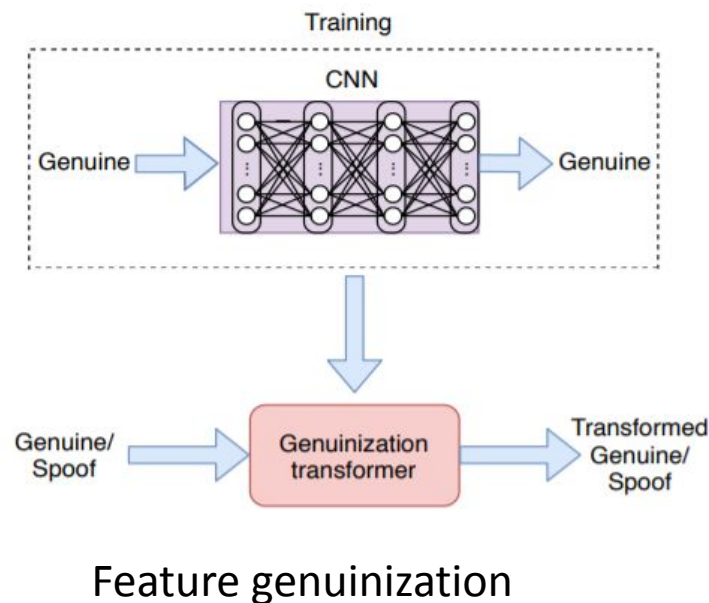 Training
CNN
Genuine
Genuine
Genuine/
Spoof
Genuinization
transformer
Transformed
Genuine/
Spoof
Feature genuinization